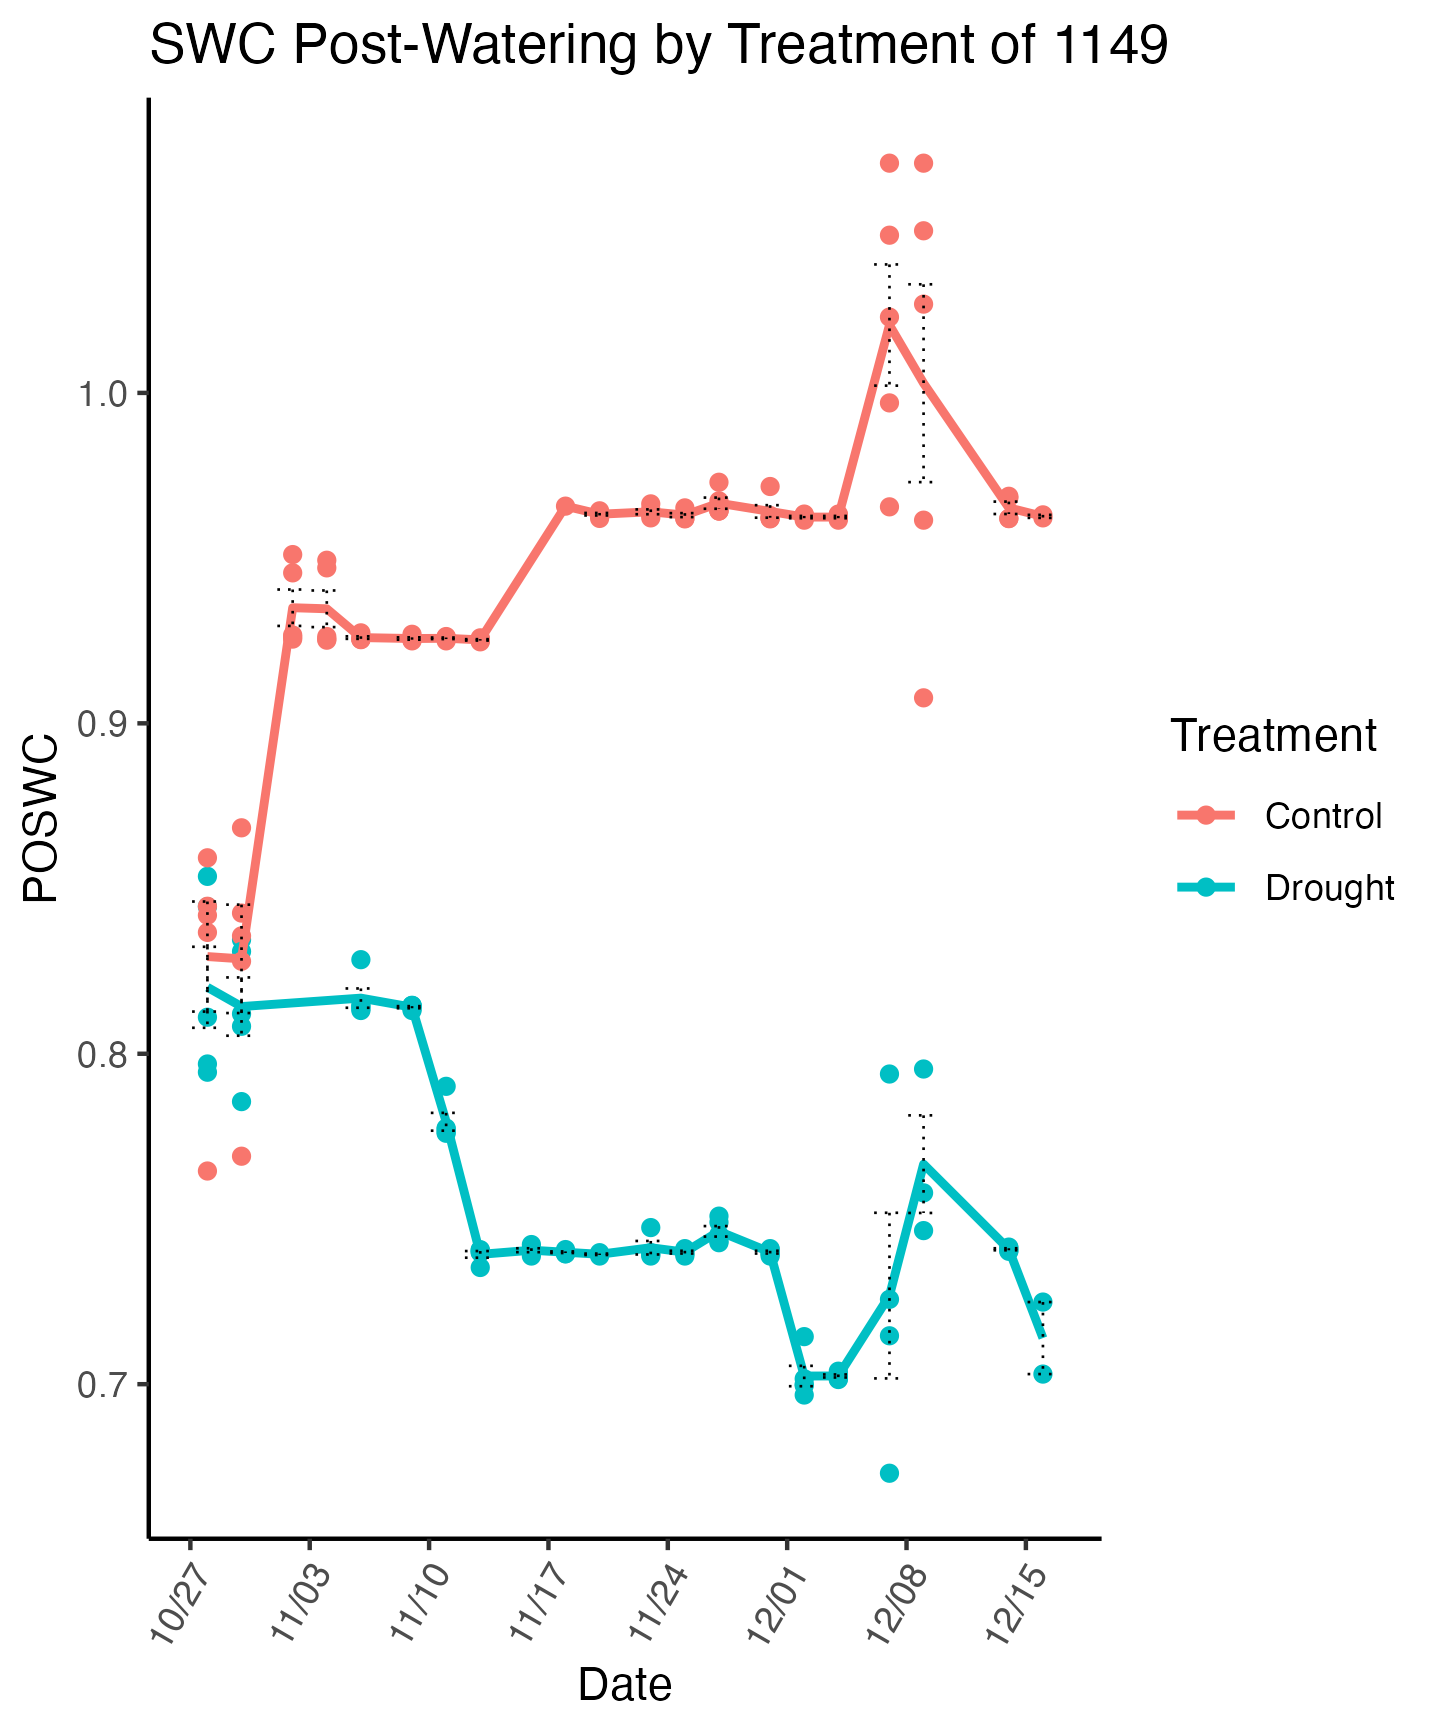 SWC Post-Watering by Treatment of 1149
POSWC
1.0
0.9
0.8
0.7
10/27
11/03
11/10
11/17
11/24
12/01
12/08
12/15
Date
Treatment
Control
Drought